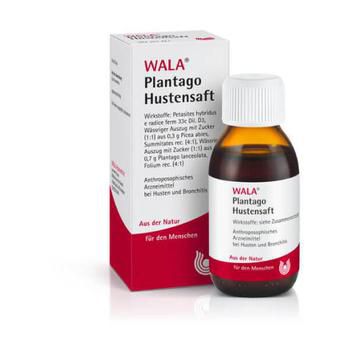 WALA®
Plantago
Hustensaft
Wirkstoffe: Petasites hybridus
e radice ferm 33c Dil. D3,
Wässriger Auszug mit Zucker
(1:1) aus 0,3 g Picea abies,
Summitates rec. (4:1), Wässriger
Auszug mit Zucker (1:1) aus
0,7 g Plantago lanceolata,
Folium rec. (4:1)
Anthroposophisches
Arzneimittel
bei Husten und Bronchitis
Aus der Natur
für den Menschen
WALA®
Plantago
Hustensaft
Wirkstoffe: siehe
Anthroposophisches
Arzneimittel
bei Husten und Bronchitis
Aus der Natur
für den Menschen